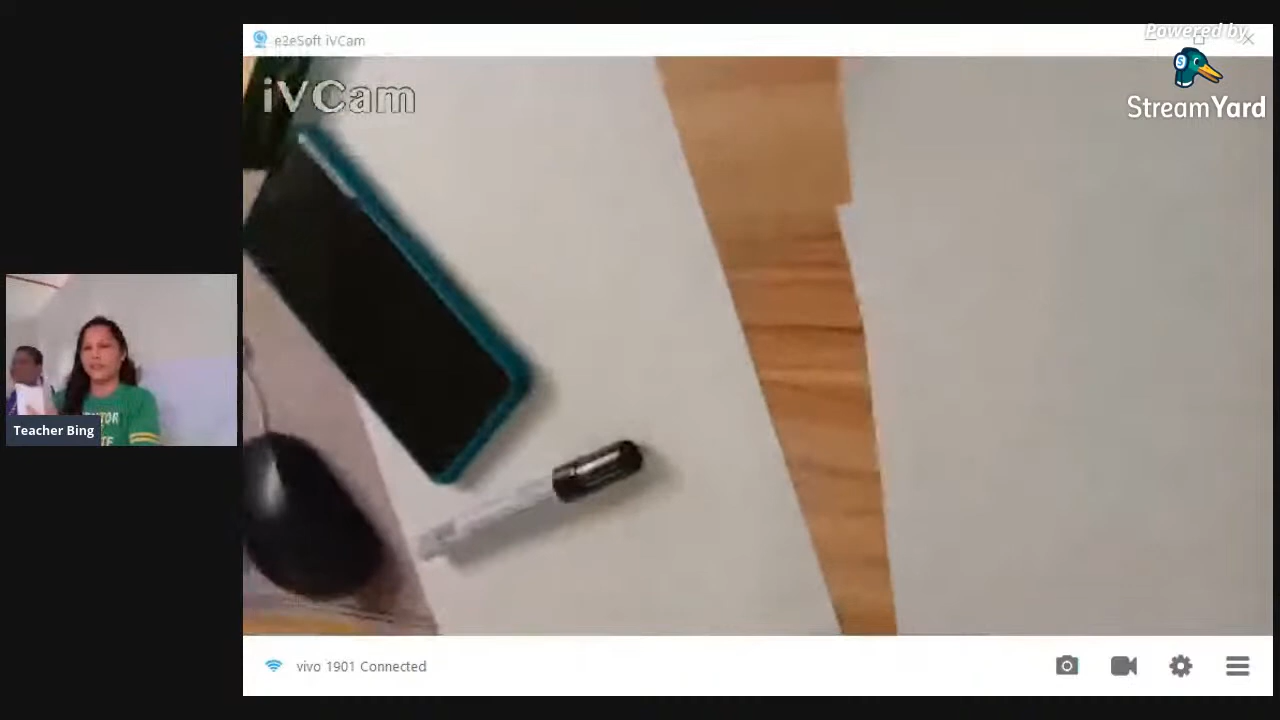 e2eSoft iVCam
Powered by
iVCam
StreamYard
Teacher Bing
vivo 1901 Connected